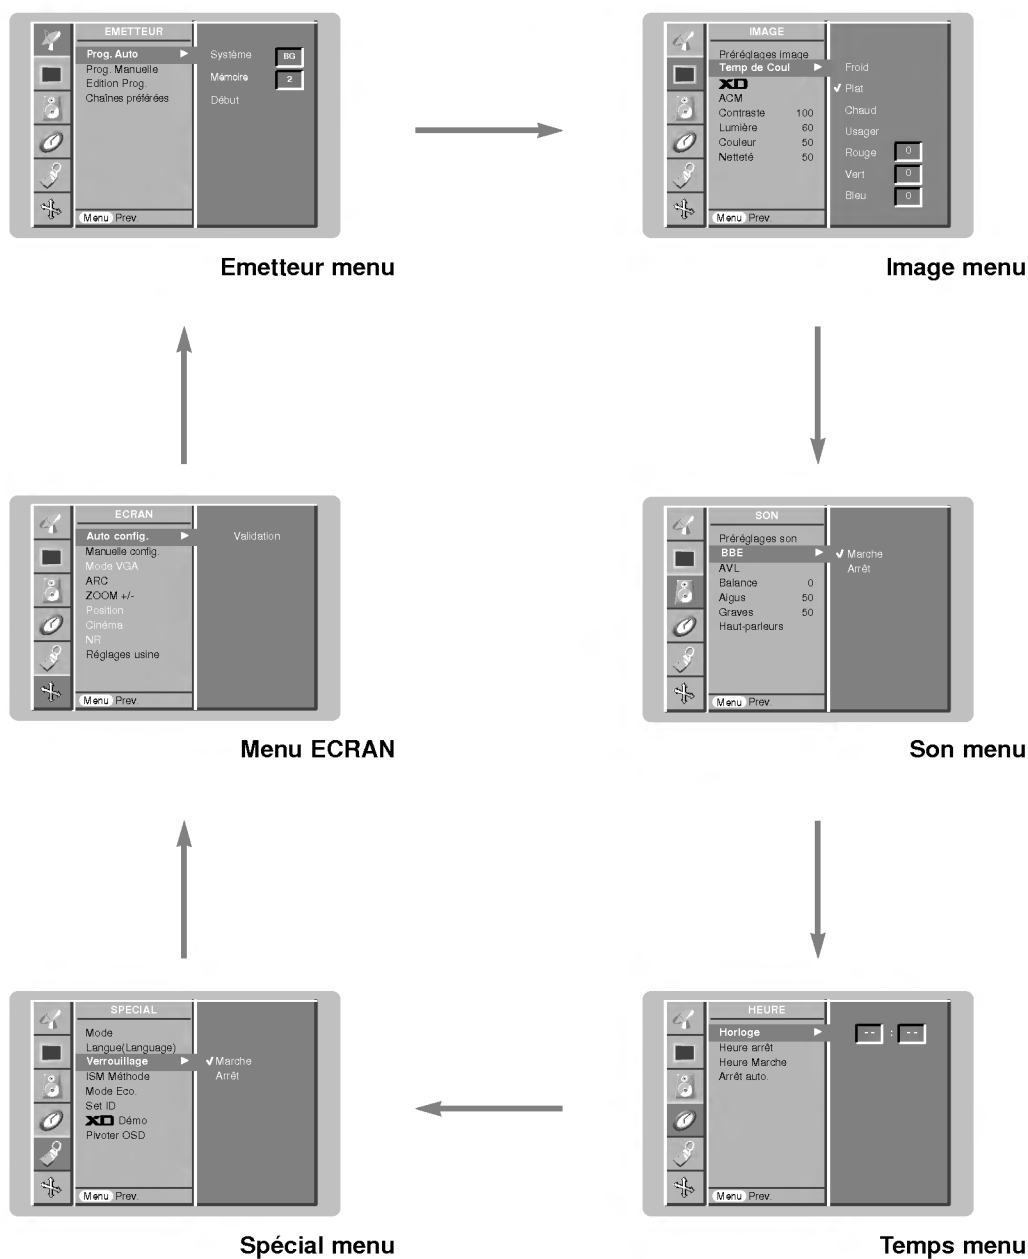 EMETTEUR
Prog. Auto
Prog. Manuelle
Edition Prog.
Chaînes préférées
Système BG
Mémoire 2
Début
Menu Prev.
Emetteur menu
IMAGE
Préréglages image
Temp de Coul
XD
ACM
Contraste 100
Lumière 60
Couleur 50
Netteté 50
Froid
Plat
Chaud
Usager
Rouge 0
Vert 0
Bleu 0
Menu Prev.
Image menu
ECRAN
Auto config.
Manuelle config.
Mode VGA
ARC
ZOOM +/-
Position
Cinéma
NR
Réglages usine
Validation
Menu Prev.
Menu ECRAN
SON
Préréglages son
BBE
AVL
Balance 0
Aigus 50
Graves 50
Haut-parleurs
Marche
Arrêt
Menu Prev.
Son menu
SPECIAL
Mode
Langue(Language)
Verrouillage
ISM Méthode
Mode Eco.
Set ID
XD Démo
Pivoter OSD
Marche
Arrêt
Menu Prev.
Spécial menu
HEURE
Horloge
Heure arrêt
Heure Marche
Arrêt auto.
-- : --
Menu Prev.
Temps menu